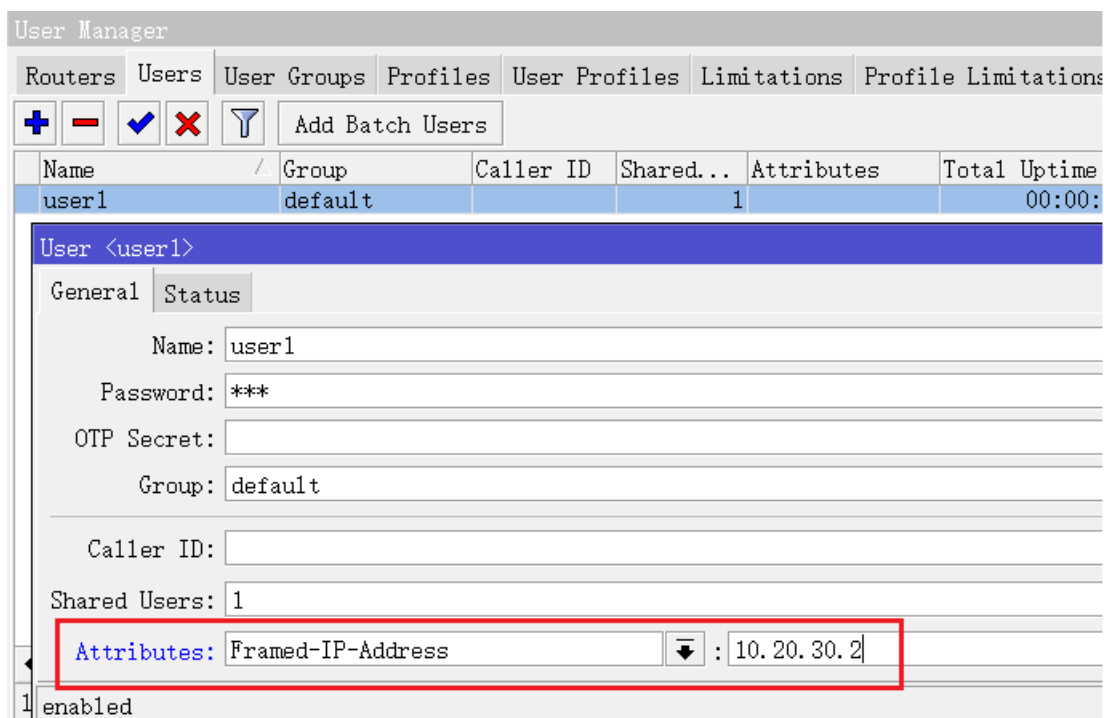 User Manager
Routers Users User Groups Profiles User Profiles Limitations Profile Limitations
Add Batch Users
Name Group Caller ID Shared... Attributes Total Uptime
user1 default 1 00:00:
User <user1>
General Status
Name: user1
Password: ***
OTP Secret:
Group: default
Caller ID:
Shared Users: 1
Attributes: Framed-IP-Address : 10.20.30.2
1 enabled